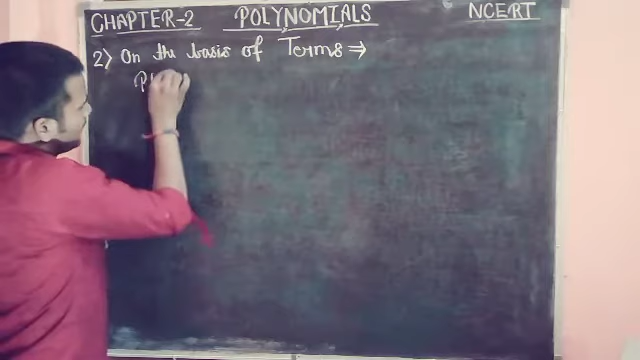 CHAPTER-2 POLYNOMIALS NCERT
2) On the basis of Terms ⇒